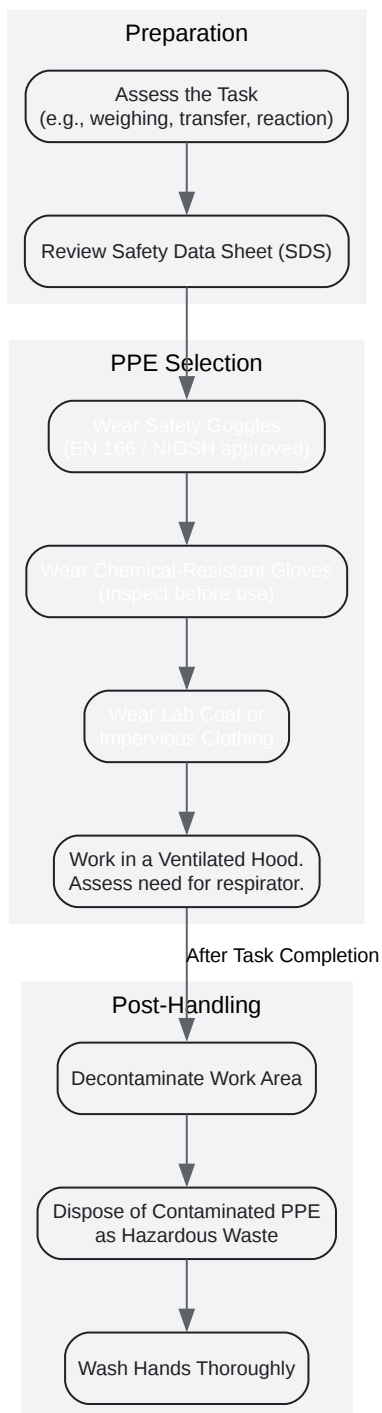 Preparation
Assess the Task
(e.g., weighing, transfer, reaction)
Review Safety Data Sheet (SDS)
PPE Selection
Wear Safety Goggles
(EN 166 / NIOSH approved)
Wear Chemical-Resistant Gloves
(Inspect before use)
Wear Lab Coat or
Impervious Clothing
Work in a Ventilated Hood.
Assess need for respirator.
After Task Completion
Post-Handling
Decontaminate Work Area
Dispose of Contaminated PPE
as Hazardous Waste
Wash Hands Thoroughly